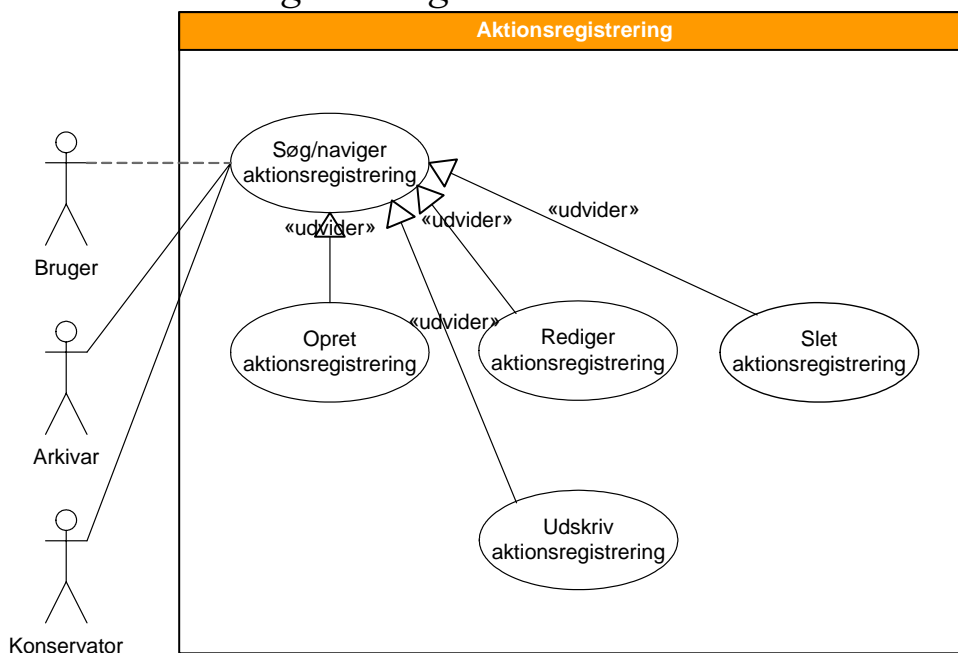 Aktionsregistrering
Søg/naviger
aktionsregistrering
«udvider»
«udvider»
«udvider»
«udvider»
Bruger
Opret
aktionsregistrering
Rediger
aktionsregistrering
Slet
aktionsregistrering
Arkivar
Udskriv
aktionsregistrering
Konservator